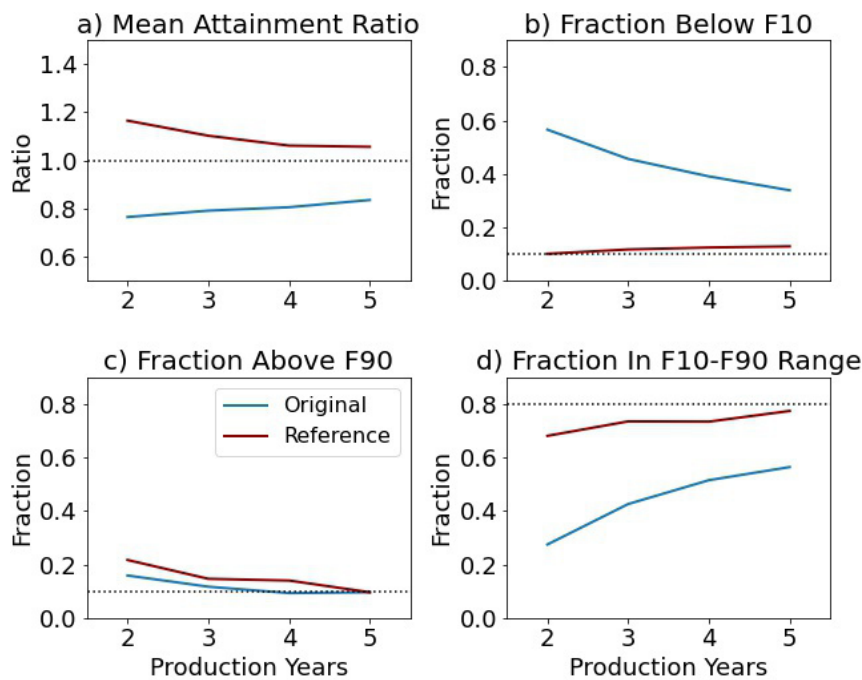 a) Mean Attainment Ratio
1.4
1.2
1.0
0.8
0.6
Ratio
2 3 4 5
b) Fraction Below F10
0.8
0.6
0.4
0.2
0.0
Fraction
2 3 4 5
c) Fraction Above F90
0.8
0.6
0.4
0.2
0.0
Fraction
Original
Reference
2 3 4 5
Production Years
d) Fraction In F10-F90 Range
0.8
0.6
0.4
0.2
0.0
Fraction
2 3 4 5
Production Years